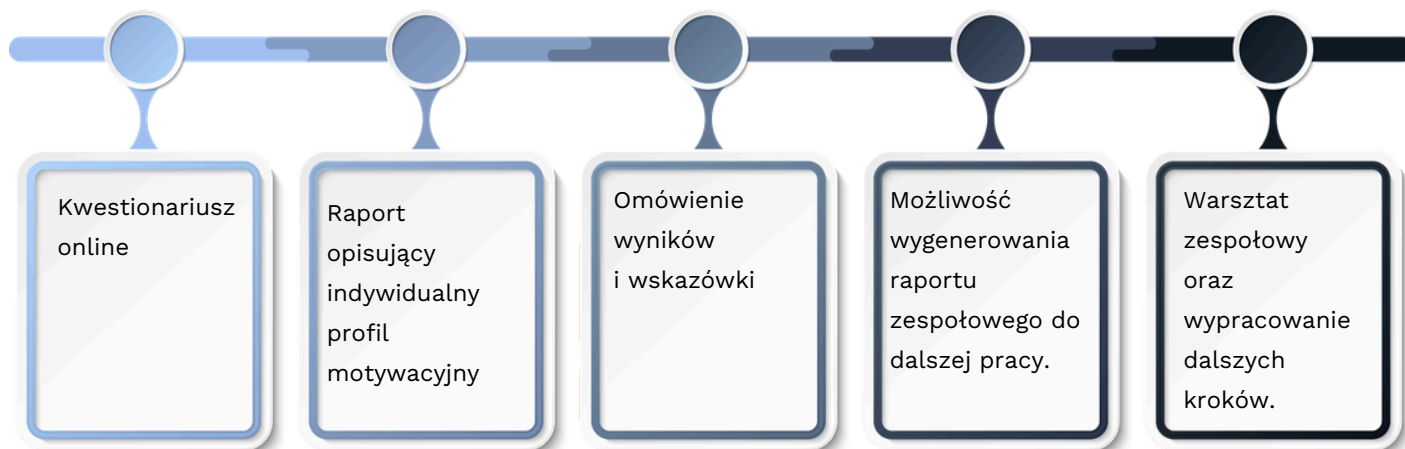 Kwestionariusz
online
Raport
opisujący
indywidualny
profil
motywacyjny
Omówienie
wyników
i wskazówki
Możliwość
wygenerowania
raportu
zespołowego do
dalszej pracy.
Warsztat
zespołowy
oraz
wypracowanie
dalszych
kroków.